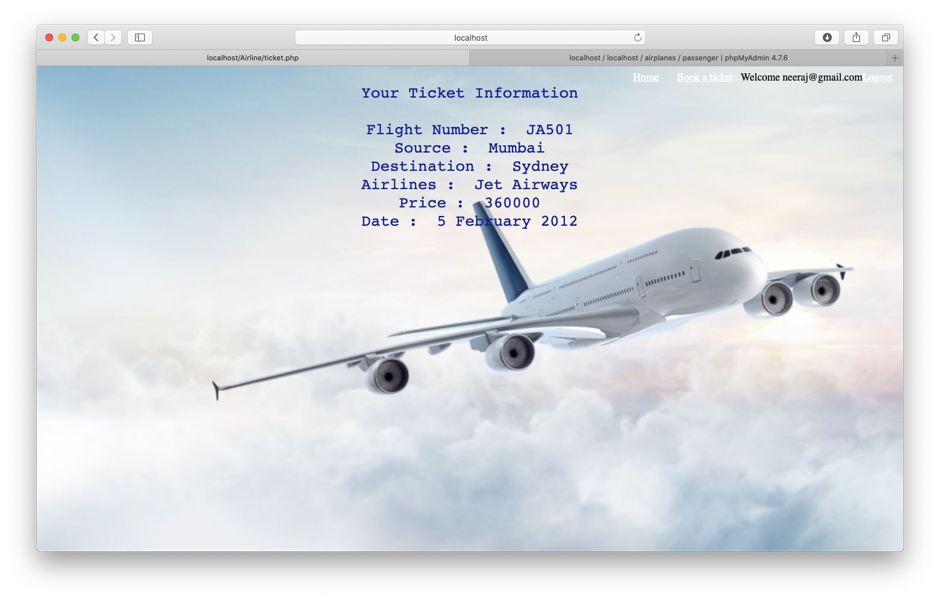 localhost
localhost/Airline/ticket.php
localhost / localhost / airplanes / passenger | phpMyAdmin 4.7.6
Home Book a ticket Welcome neeraj@gmail.comLogout
Your Ticket Information
Flight Number : JA501
Source : Mumbai
Destination : Sydney
Airlines : Jet Airways
Price : 360000
Date : 5 February 2012